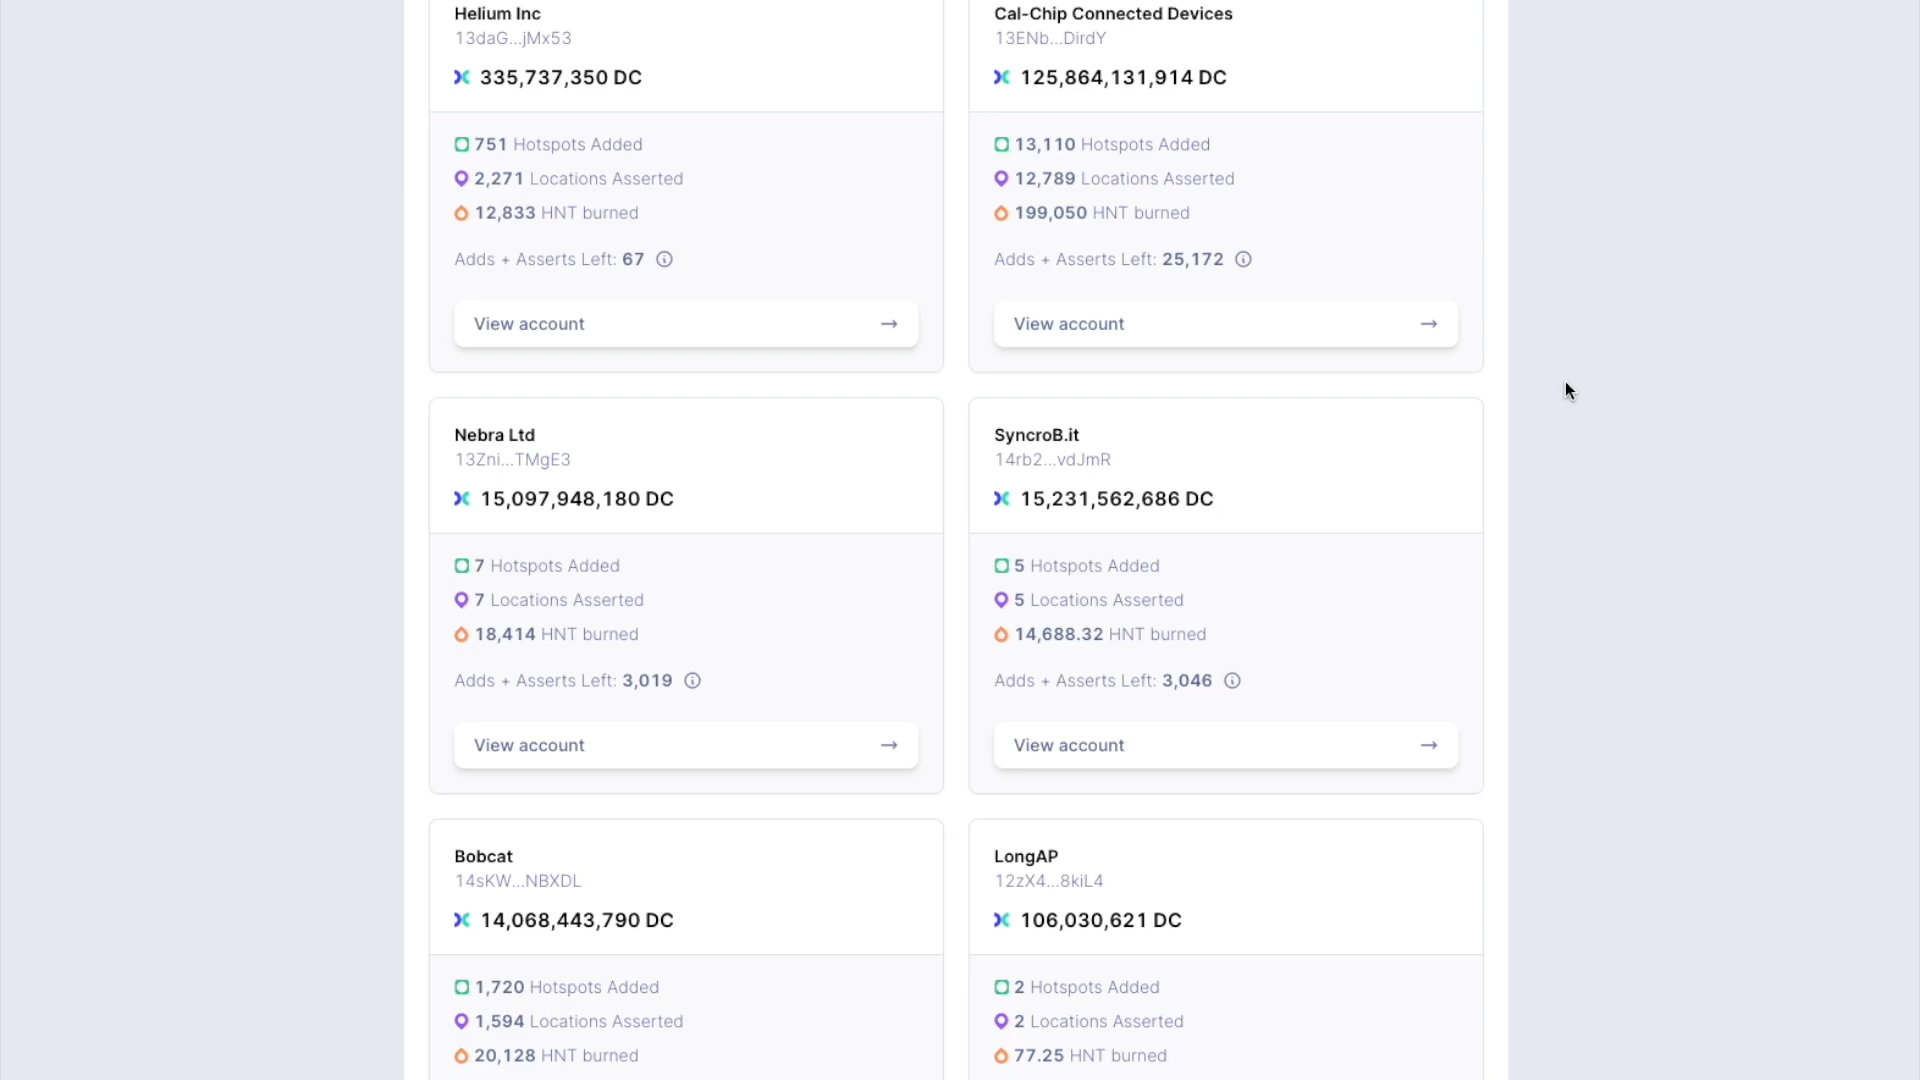 Helium Inc
13daG...jMx53
335,737,350 DC
751 Hotspots Added
2,271 Locations Asserted
12,833 HNT burned
Adds + Asserts Left: 67
View account
Cal-Chip Connected Devices
13ENb...DirdY
125,864,131,914 DC
13,110 Hotspots Added
12,789 Locations Asserted
199,050 HNT burned
Adds + Asserts Left: 25,172
View account
Nebra Ltd
13Zni...TMgE3
15,097,948,180 DC
7 Hotspots Added
7 Locations Asserted
18,414 HNT burned
Adds + Asserts Left: 3,019
View account
SyncroB.it
14rb2...vdJmR
15,231,562,686 DC
5 Hotspots Added
5 Locations Asserted
14,688.32 HNT burned
Adds + Asserts Left: 3,046
View account
Bobcat
14sKW...NBXDL
14,068,443,790 DC
1,720 Hotspots Added
1,594 Locations Asserted
20,128 HNT burned
LongAP
12zX4...8kiL4
106,030,621 DC
2 Hotspots Added
2 Locations Asserted
77.25 HNT burned